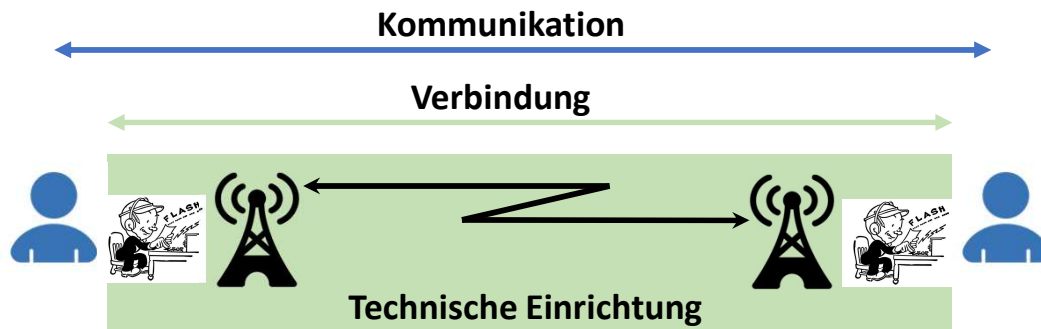 Kommunikation
Verbindung
FLASH
FLASH
Technische Einrichtung